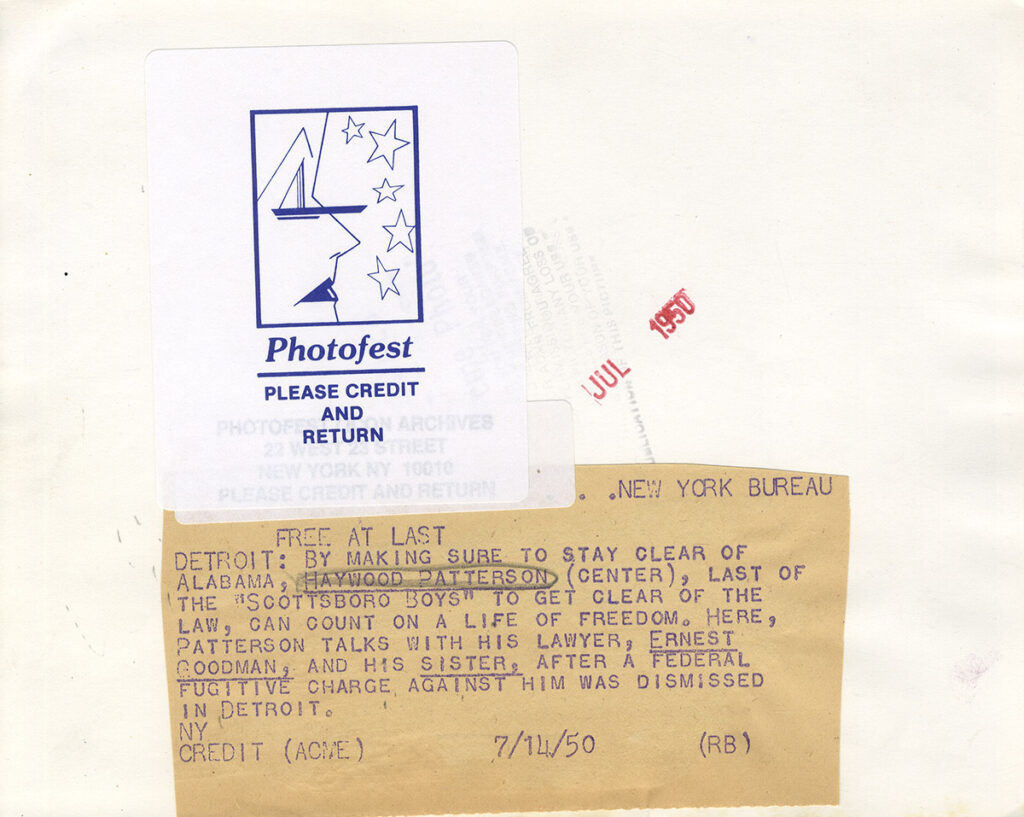 Photofest
PLEASE CREDIT
AND
RETURN
PHOTOFEST ICON ARCHIVES
22 WEST 23 STREET
NEW YORK NY 10010
PLEASE CREDIT AND RETURN
JUL 1950
. .NEW YORK BUREAU
FREE AT LAST
DETROIT: BY MAKING SURE TO STAY CLEAR OF
ALABAMA, HAYWOOD PATTERSON (CENTER), LAST OF
THE "SCOTTSBORO BOYS" TO GET CLEAR OF THE
LAW, CAN COUNT ON A LIFE OF FREEDOM. HERE,
PATTERSON TALKS WITH HIS LAWYER, ERNEST
GOODMAN, AND HIS SISTER, AFTER A FEDERAL
FUGITIVE CHARGE AGAINST HIM WAS DISMISSED
IN DETROIT.
NY
CREDIT (ACME) 7/14/50 (RB)